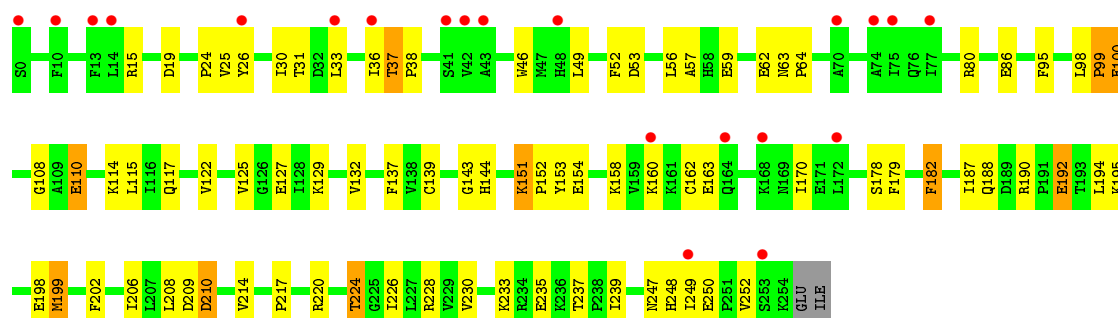 S0 F10 F13 L14 R15 D19 P24 V25 Y26 I30 T31 D32 L33 I36 T37 P38 S41 V42 A43 W46 M47 H48 L49 F52 D53 L56 A57 H58 E59 E62 N63 P64 A70 A74 I75 Q76 I77 R80 E86 F95 L98 P99
G108 A109 E110 K114 L115 I116 Q117 V122 V125 G126 E127 I128 K129 V132 F137 V138 C139 G143 H144 K151 P152 Y153 E154 K158 V159 K160 K161 C162 E163 Q164 K168 N169 I170 E171 L172 S178 F179 F182 I187 Q188 D189 R190 P191 E192 T193 L194 K195
E198 M199 F202 I206 L207 L208 D209 D210 V214 P217 R220 T224 G225 I226 L227 R228 V229 V230 K233 R234 E235 K236 T237 P238 I239 N247 H248 I249 E250 P251 V252 S253 K254 GLU ILE